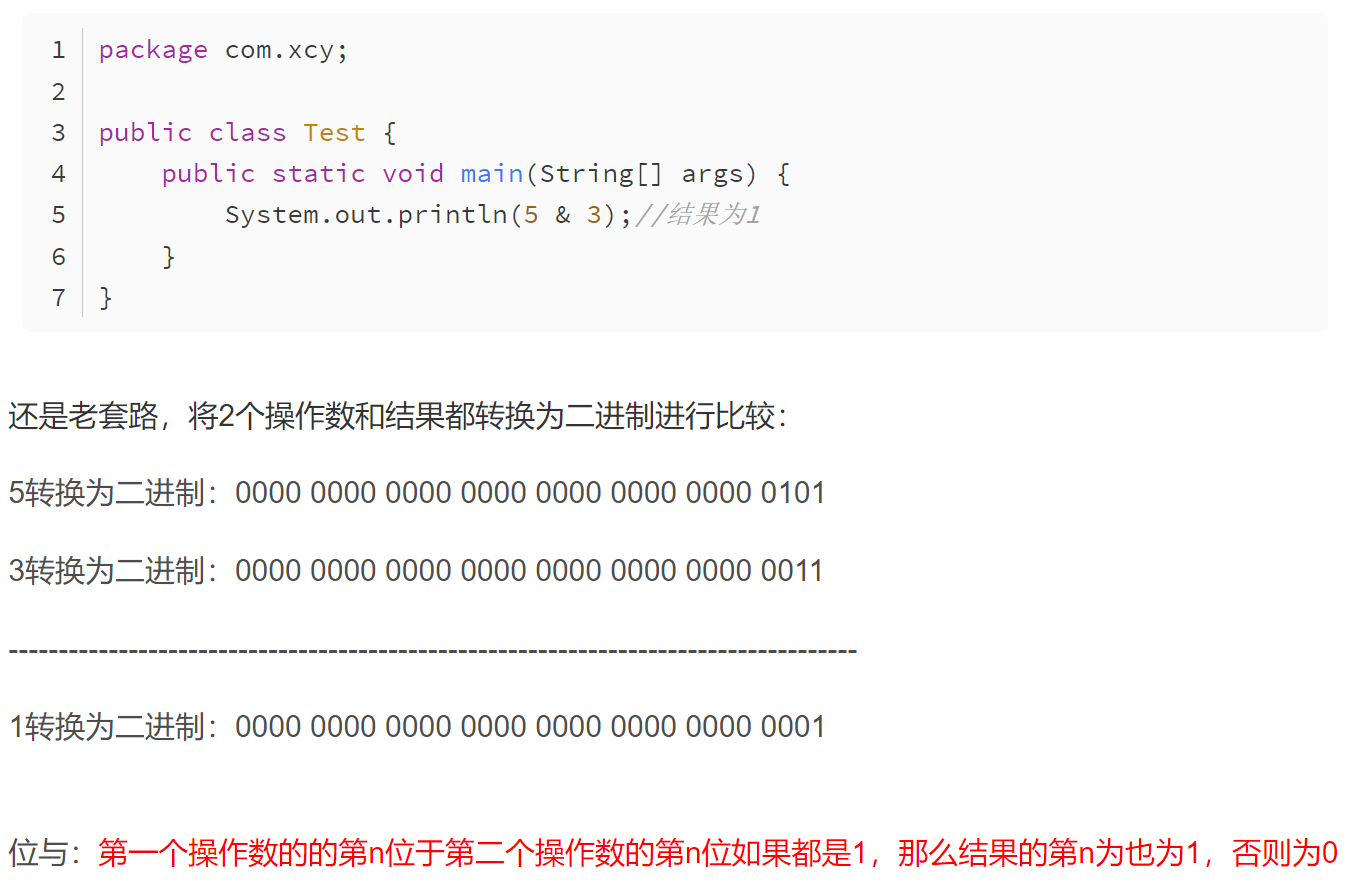 1 package com.xcy;
2
3 public class Test {
4     public static void main(String[] args) {
5         System.out.println(5 & 3);//结果为1
6     }
7 }
还是老套路，将2个操作数和结果都转换为二进制进行比较：
5转换为二进制：0000 0000 0000 0000 0000 0000 0000 0101
3转换为二进制：0000 0000 0000 0000 0000 0000 0000 0011
-------------------------------------------------------------------------------------
1转换为二进制：0000 0000 0000 0000 0000 0000 0000 0001
位与：第一个操作数的的第n位于第二个操作数的第n位如果都是1，那么结果的第n为也为1，否则为0